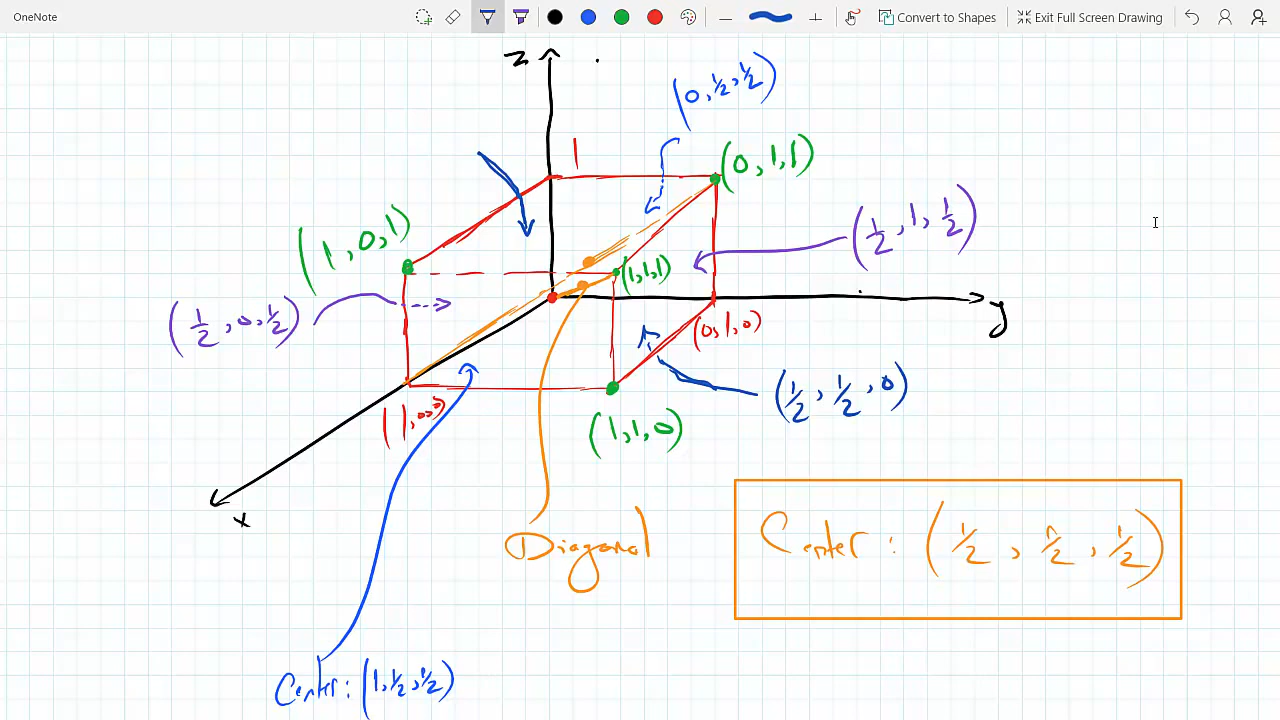 OneNote
Convert to Shapes
Exit Full Screen Drawing
z
(0, 1/2, 1/2)
1
(0, 1, 1)
(1, 0, 1)
(1/2, 1, 1/2)
(1, 1, 1)
(1/2, 0, 1/2)
y
(0, 1, 0)
(1/2, 1/2, 0)
(1, 0, 0)
(1, 1, 0)
x
Diagonal
Center: (1/2, 1/2, 1/2)
Center: (1, 1/2, 1/2)